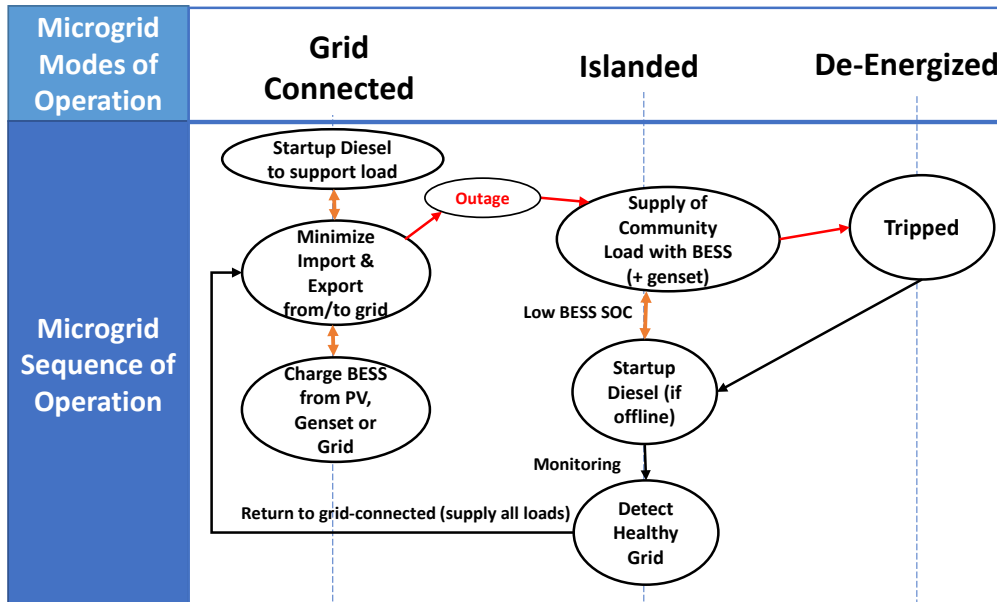 Microgrid
Modes of
Operation
Grid
Connected
Islanded
De-Energized
Microgrid
Sequence of
Operation
Startup Diesel
to support load
Minimize
Import &
Export
from/to grid
Charge BESS
from PV,
Genset or
Grid
Outage
Supply of
Community
Load with BESS
(+ genset)
Tripped
Low BESS SOC
Startup
Diesel (if
offline)
Monitoring
Detect
Healthy
Grid
Return to grid-connected (supply all loads)